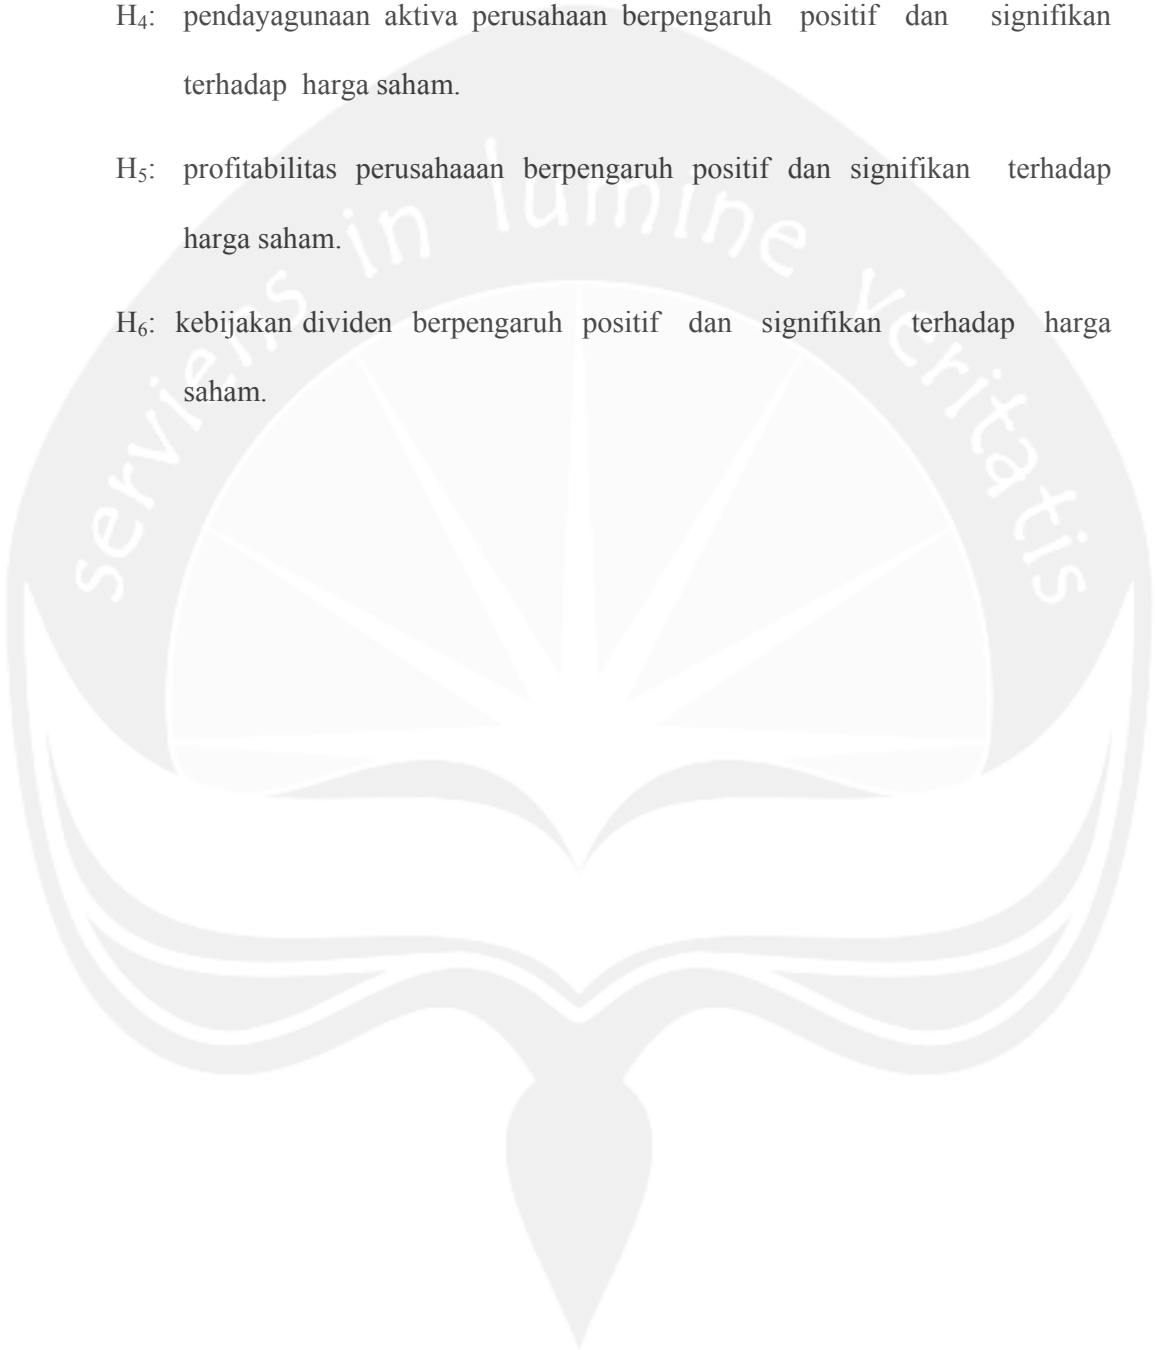 H₄: pendayagunaan aktiva perusahaan berpengaruh positif dan signifikan
terhadap harga saham.
H₅: profitabilitas perusahaaan berpengaruh positif dan signifikan terhadap
harga saham.
H₆: kebijakan dividen berpengaruh positif dan signifikan terhadap harga
saham.
serviens in lumine veritatis